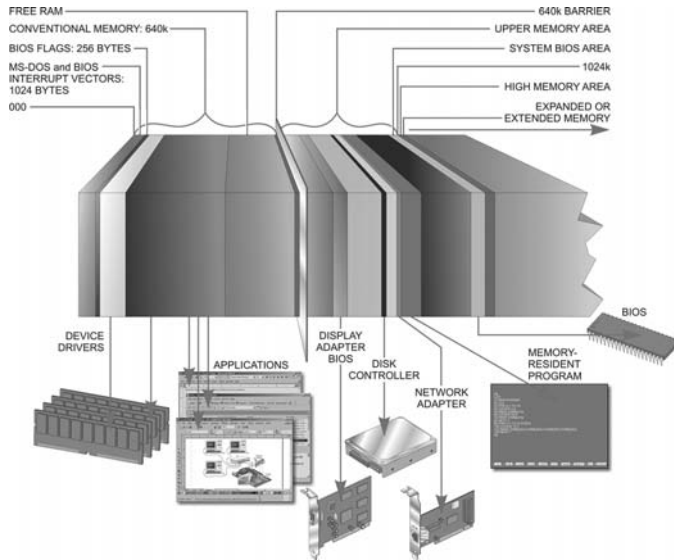 FREE RAM
CONVENTIONAL MEMORY: 640k
BIOS FLAGS: 256 BYTES
MS-DOS and BIOS
INTERRUPT VECTORS:
1024 BYTES
000
640k BARRIER
UPPER MEMORY AREA
SYSTEM BIOS AREA
1024k
HIGH MEMORY AREA
EXPANDED OR
EXTENDED MEMORY
DEVICE
DRIVERS
APPLICATIONS
DISPLAY
ADAPTER
BIOS
DISK
CONTROLLER
NETWORK
ADAPTER
MEMORY-
RESIDENT
PROGRAM
BIOS